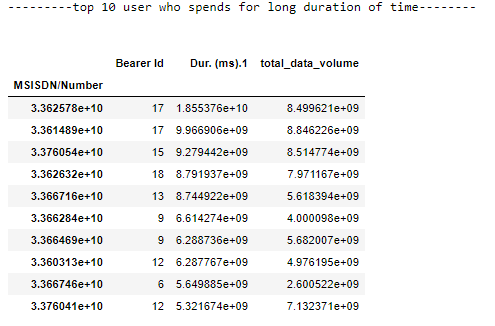 ---------top 10 user who spends for long duration of time--------
Bearer Id Dur. (ms).1 total_data_volume
MSISDN/Number
3.362578e+10 17 1.855376e+10 8.499621e+09
3.361489e+10 17 9.966906e+09 8.846226e+09
3.376054e+10 15 9.279442e+09 8.514774e+09
3.362632e+10 18 8.791937e+09 7.971167e+09
3.366716e+10 13 8.744922e+09 5.618394e+09
3.366284e+10 9 6.614274e+09 4.000098e+09
3.366469e+10 9 6.288736e+09 5.682007e+09
3.360313e+10 12 6.287767e+09 4.976195e+09
3.366746e+10 6 5.649885e+09 2.600522e+09
3.376041e+10 12 5.321674e+09 7.132371e+09